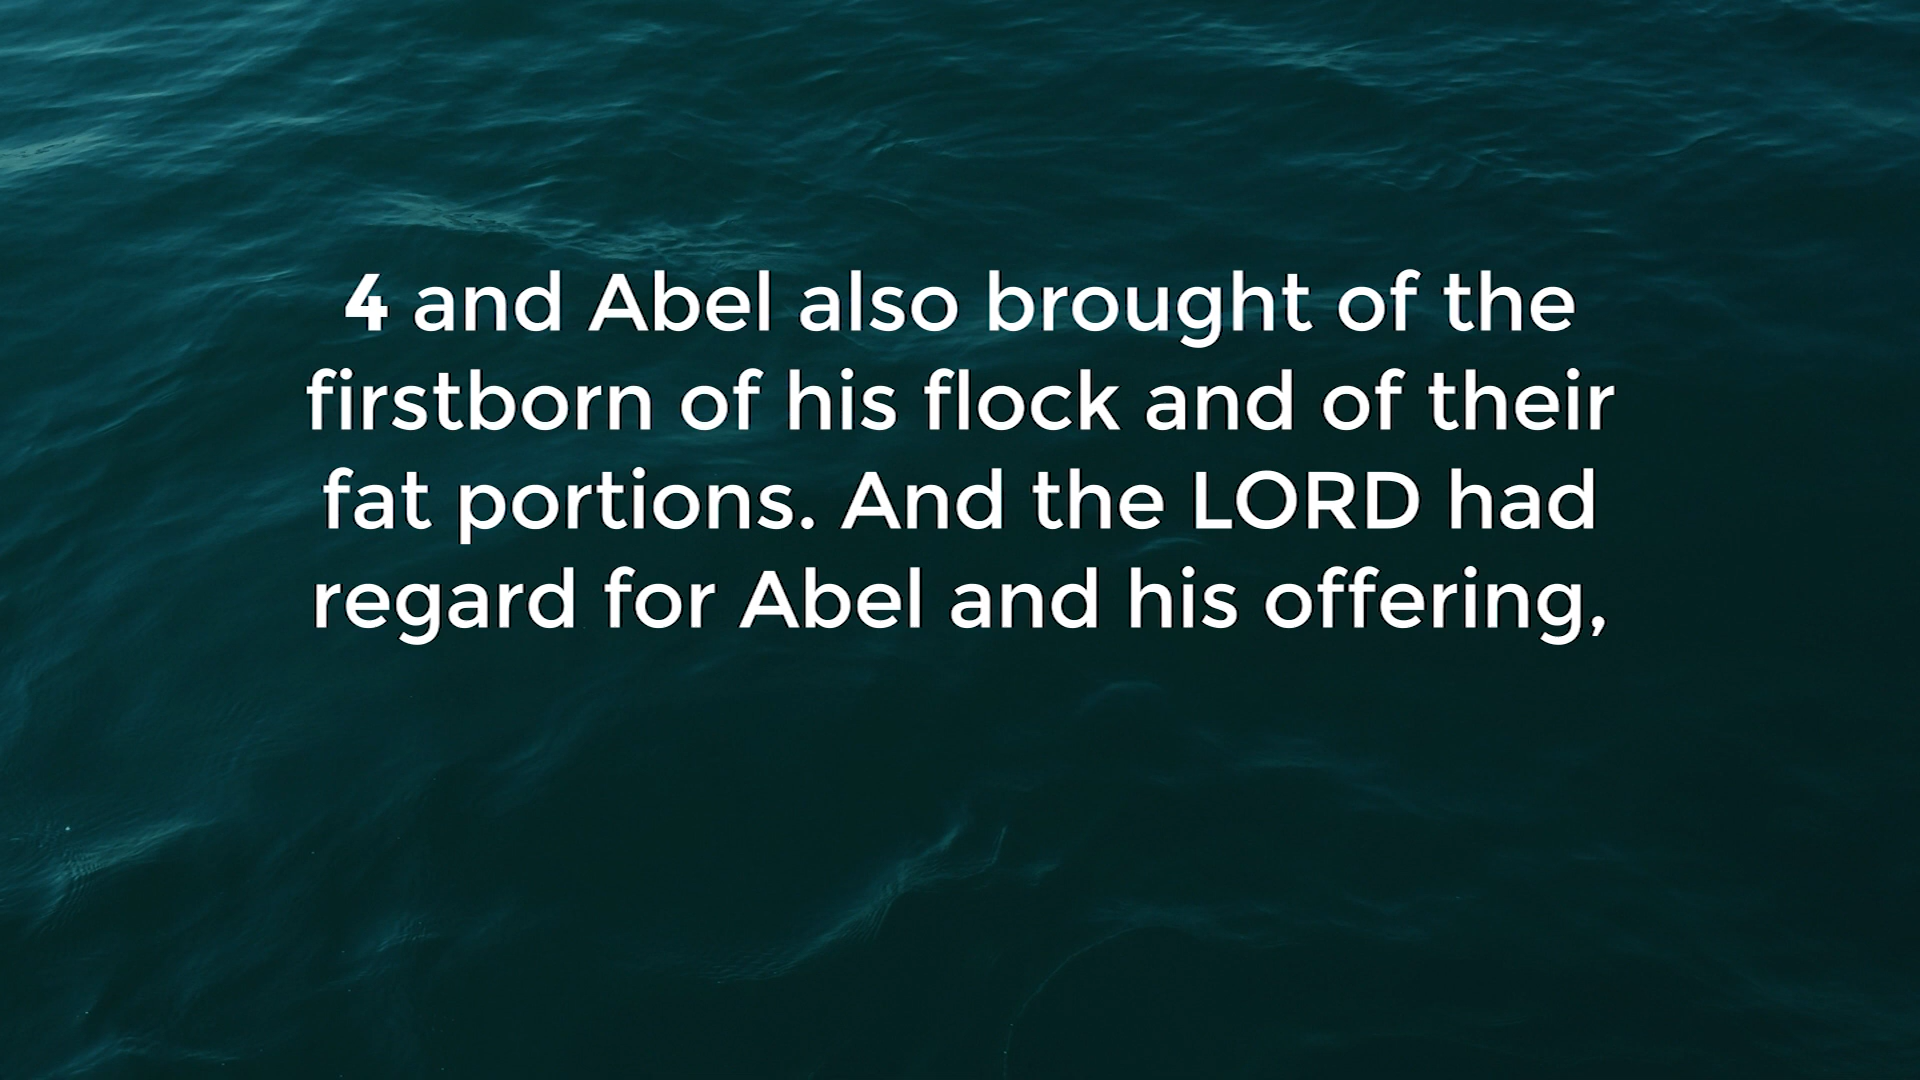 4 and Abel also brought of the
firstborn of his flock and of their
fat portions. And the LORD had
regard for Abel and his offering,